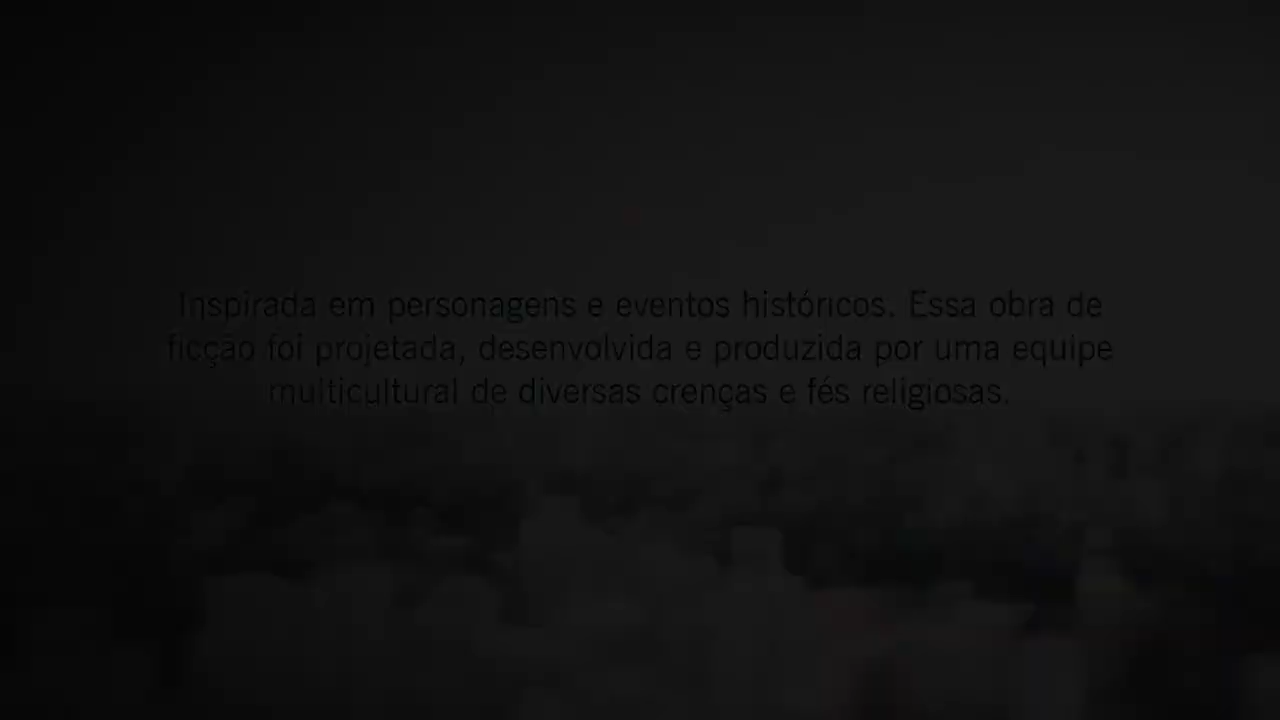 Inspirada em personagens e eventos históricos. Essa obra de
ficção foi projetada, desenvolvida e produzida por uma equipe
multicultural de diversas crenças e fés religiosas.